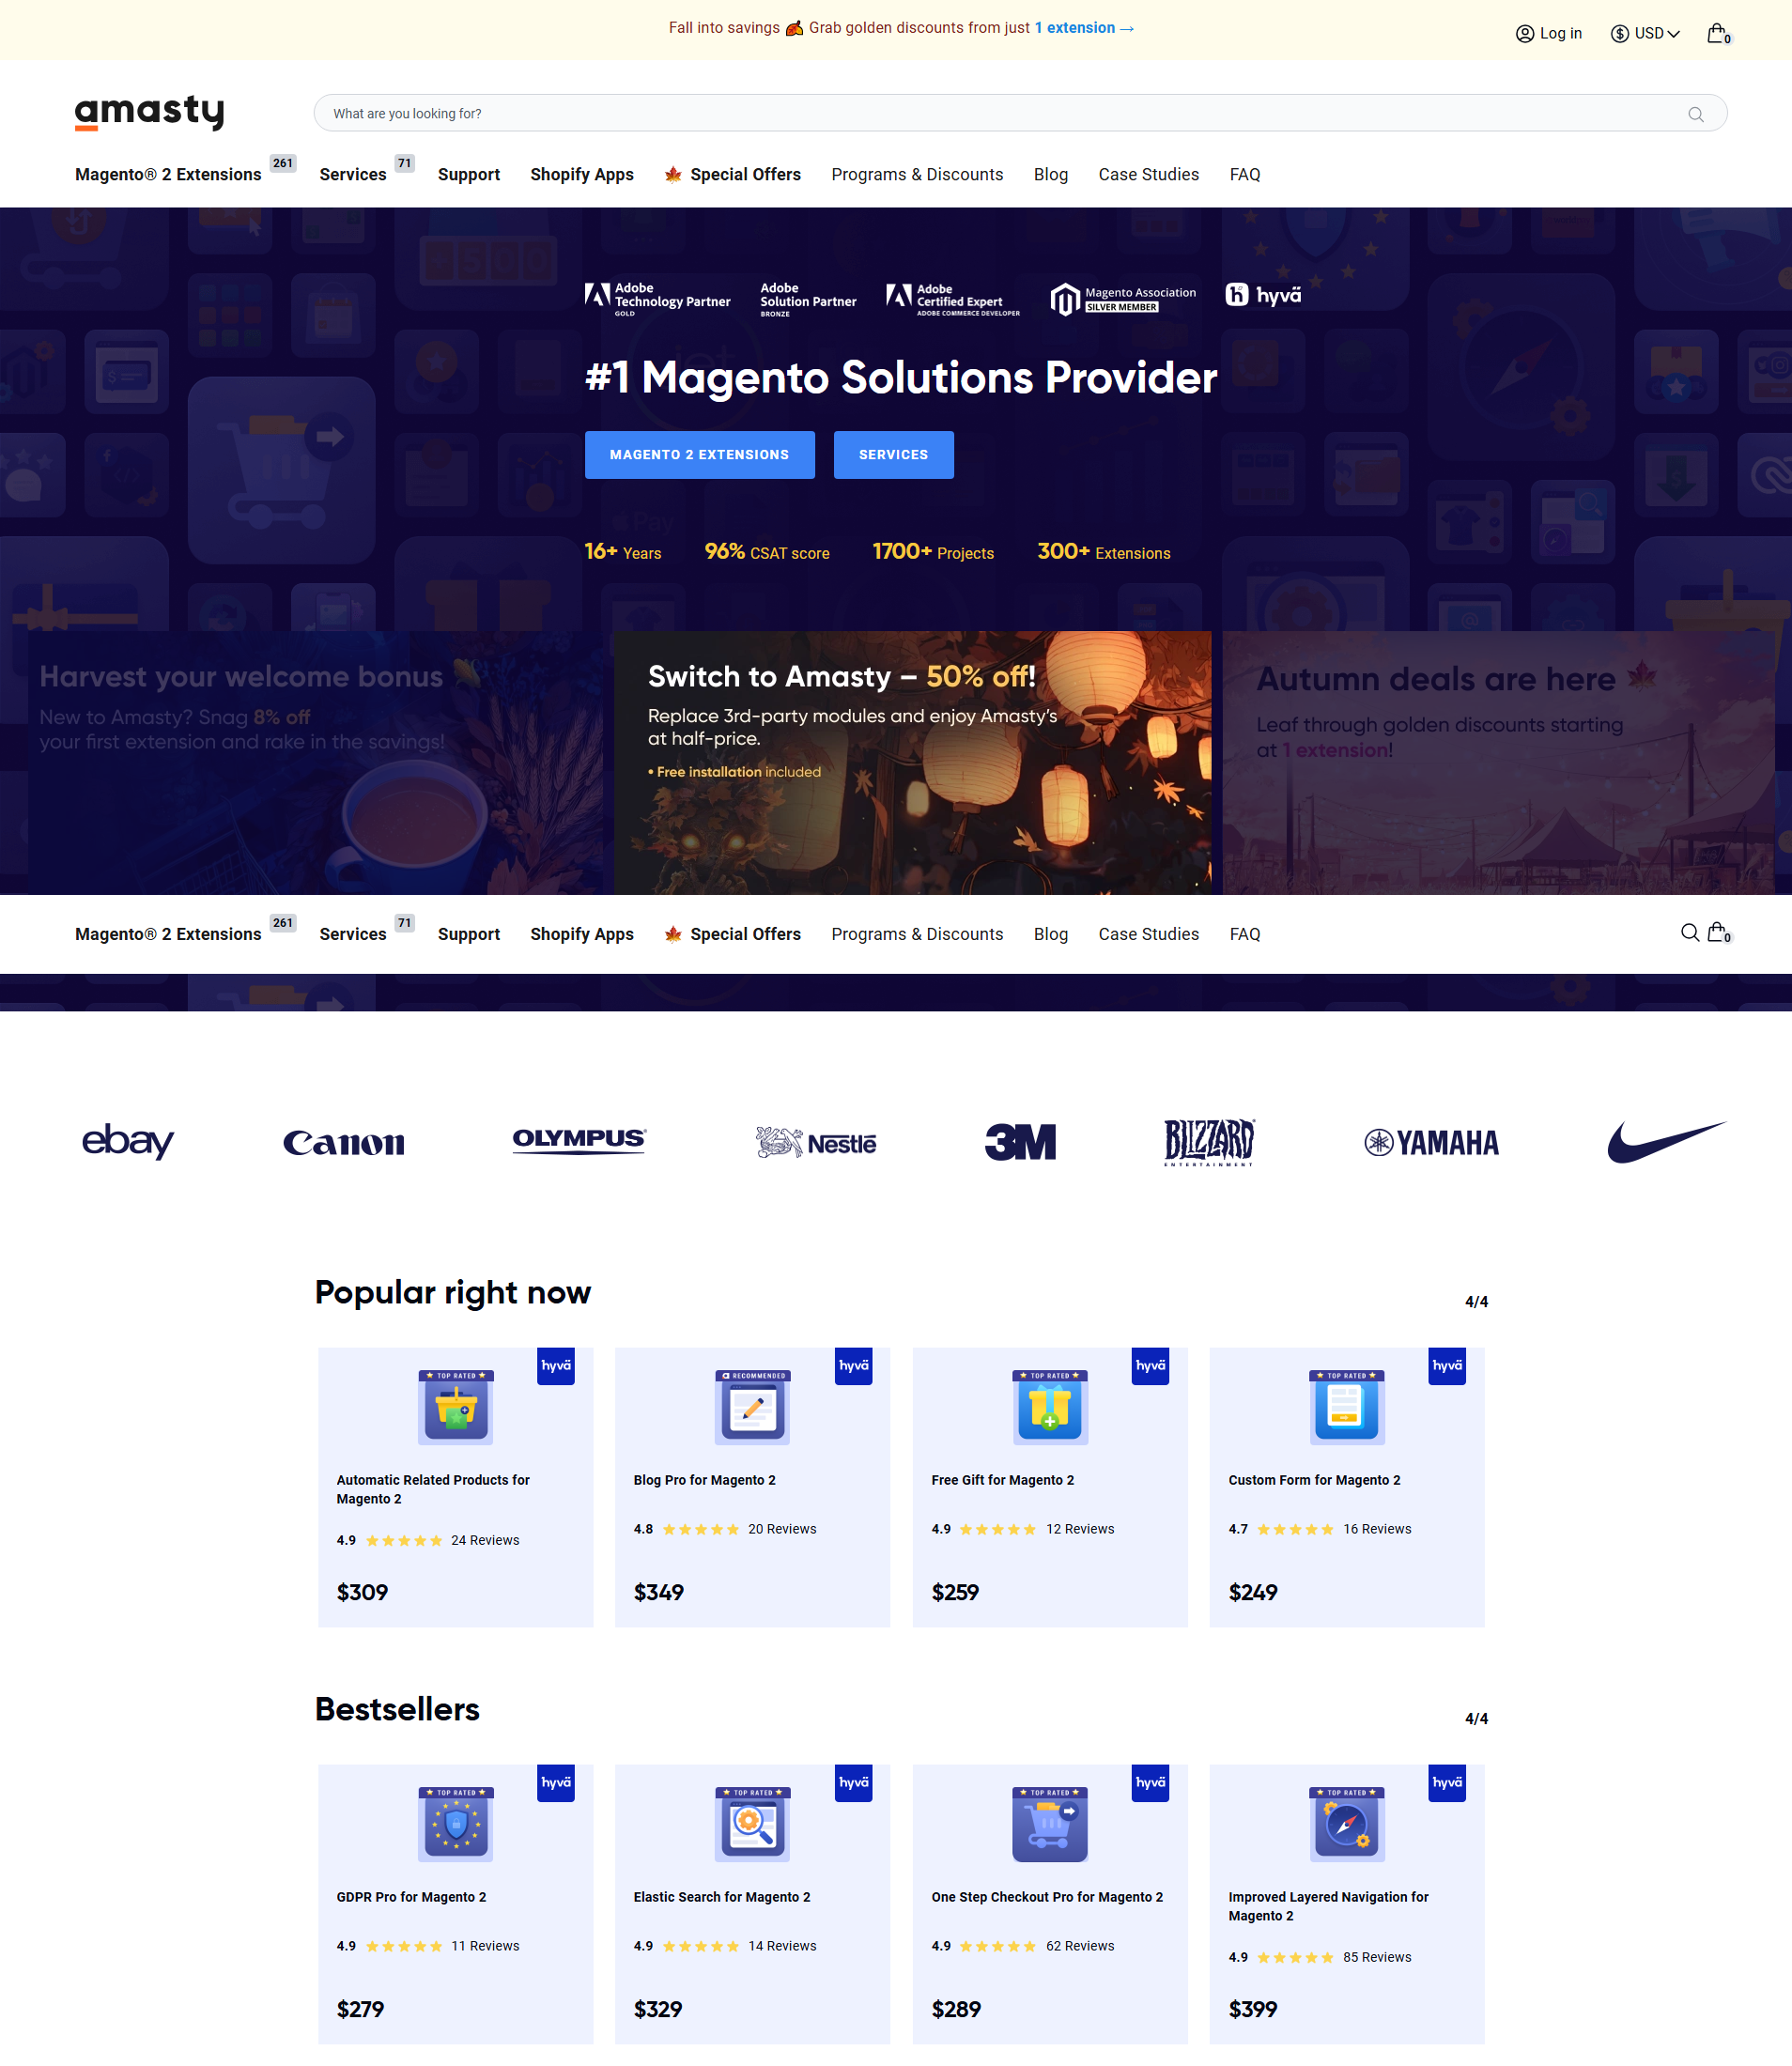 Fall into savings 🍂 Grab golden discounts from just 1 extension →
Log in
USD
0
amasty
What are you looking for?
Magento® 2 Extensions 261
Services 71
Support
Shopify Apps
🍁 Special Offers
Programs & Discounts
Blog
Case Studies
FAQ
Adobe
Technology Partner
GOLD
Adobe
Solution Partner
BRONZE
Adobe
Certified Expert
ADOBE COMMERCE DEVELOPER
Magento Association
SILVER MEMBER
hyvä
#1 Magento Solutions Provider
MAGENTO 2 EXTENSIONS
SERVICES
Pay
16+ Years
96% CSAT score
1700+ Projects
300+ Extensions
Harvest your welcome bonus
New to Amasty? Snag 8% off
your first extension and rake in the savings!
Switch to Amasty – 50% off!
Replace 3rd-party modules and enjoy Amasty's
at half-price.
• Free installation included
Autumn deals are here 🍁
Leaf through golden discounts starting
at 1 extension!
Magento® 2 Extensions 261
Services 71
Support
Shopify Apps
🍁 Special Offers
Programs & Discounts
Blog
Case Studies
FAQ
0
ebay
Canon
OLYMPUS®
Nestlé
3M
BLIZZARD
ENTERTAINMENT
YAMAHA
Popular right now
4/4
TOP RATED
hyvä
Automatic Related Products for
Magento 2
4.9 24 Reviews
$309
RECOMMENDED
hyvä
Blog Pro for Magento 2
4.8 20 Reviews
$349
TOP RATED
hyvä
Free Gift for Magento 2
4.9 12 Reviews
$259
TOP RATED
hyvä
Custom Form for Magento 2
4.7 16 Reviews
$249
Bestsellers
4/4
TOP RATED
hyvä
GDPR Pro for Magento 2
4.9 11 Reviews
$279
TOP RATED
hyvä
Elastic Search for Magento 2
4.9 14 Reviews
$329
TOP RATED
hyvä
One Step Checkout Pro for Magento 2
4.9 62 Reviews
$289
TOP RATED
hyvä
Improved Layered Navigation for
Magento 2
4.9 85 Reviews
$399